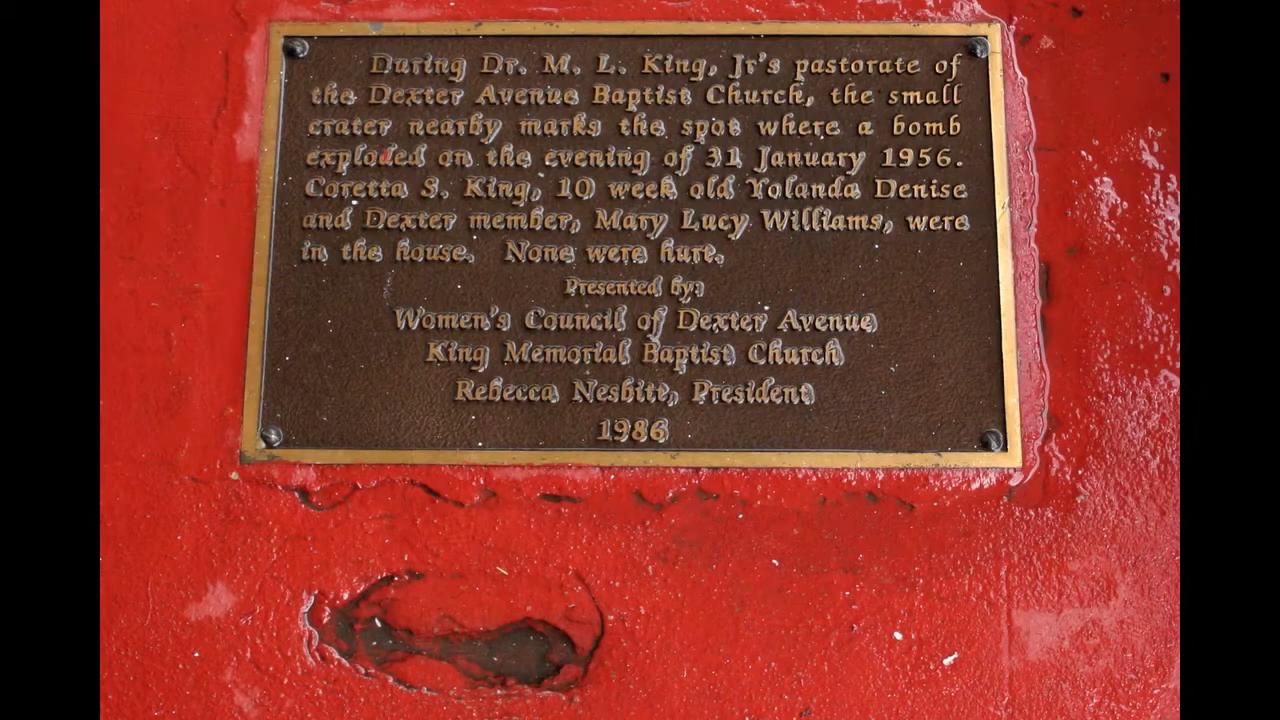 During Dr. M. L. King, Jr's pastorate of
the Dexter Avenue Baptist Church, the small
crater nearby marks the spot where a bomb
exploded on the evening of 31 January 1956.
Coretta S. King, 10 week old Yolanda Denise
and Dexter member, Mary Lucy Williams, were
in the house. None were hurt.
Presented by:
Women's Council of Dexter Avenue
King Memorial Baptist Church
Rebecca Nesbitt, President
1986